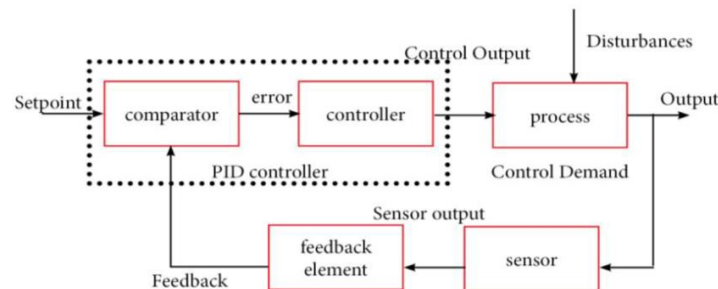 Disturbances
Control Output
Setpoint
comparator
error
controller
process
Output
PID controller
Control Demand
Sensor output
feedback
element
sensor
Feedback